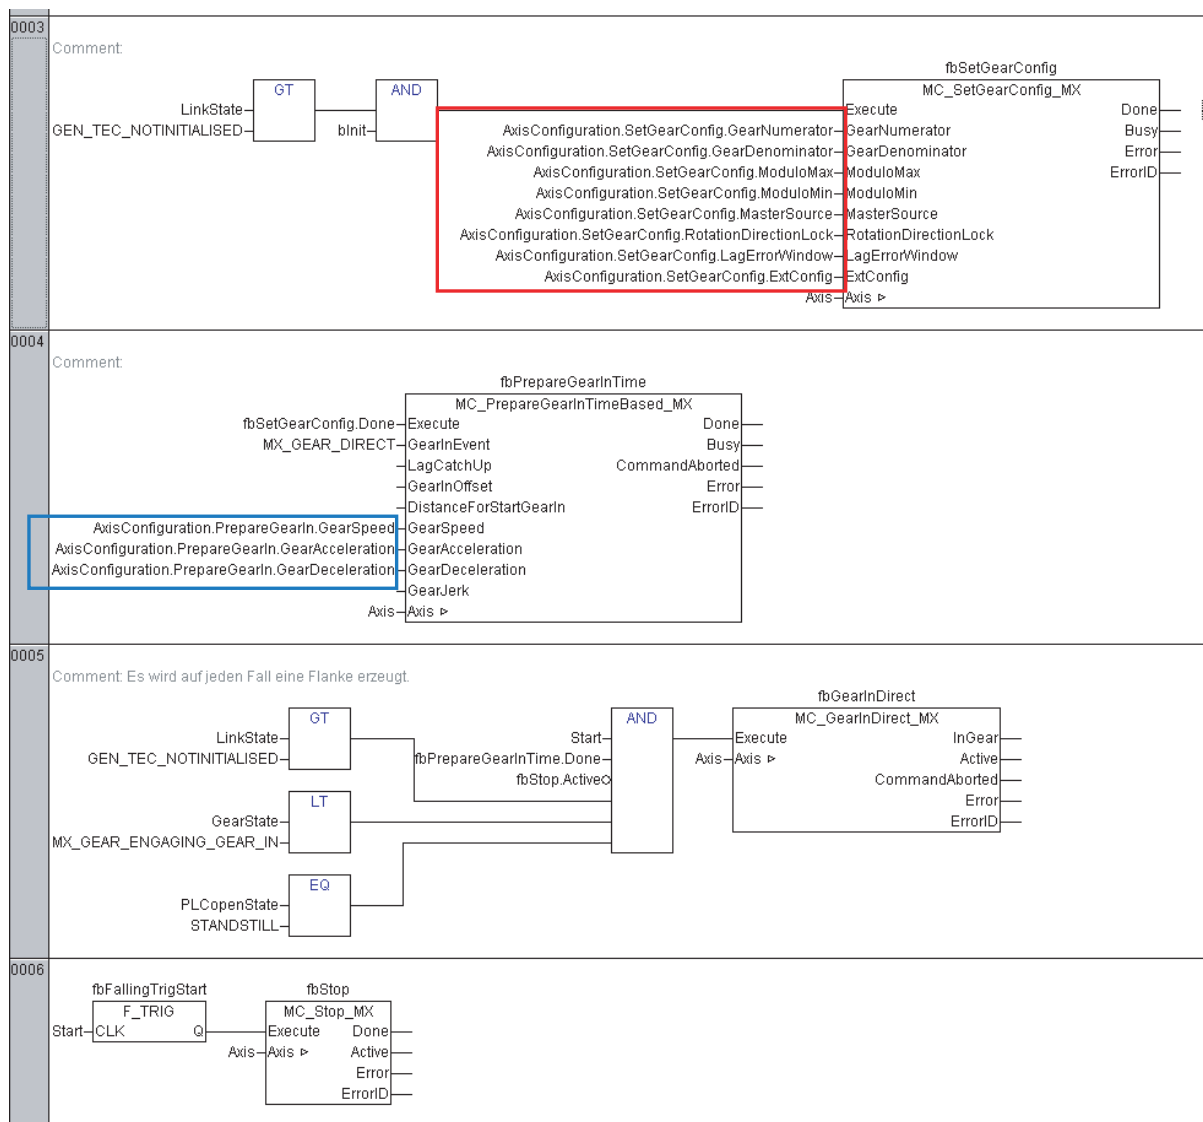 0003
Comment:
fbSetGearConfig
GT AND MC_SetGearConfig_MX
LinkState Execute Done
GEN_TEC_NOTINITIALISED bInit AxisConfiguration.SetGearConfig.GearNumerator GearNumerator Busy
AxisConfiguration.SetGearConfig.GearDenominator GearDenominator Error
AxisConfiguration.SetGearConfig.ModuloMax ModuloMax ErrorID
AxisConfiguration.SetGearConfig.ModuloMin ModuloMin
AxisConfiguration.SetGearConfig.MasterSource MasterSource
AxisConfiguration.SetGearConfig.RotationDirectionLock RotationDirectionLock
AxisConfiguration.SetGearConfig.LagErrorWindow LagErrorWindow
AxisConfiguration.SetGearConfig.ExtConfig ExtConfig
Axis Axis
0004
Comment:
fbPrepareGearInTime
MC_PrepareGearInTimeBased_MX
fbSetGearConfig.Done Execute Done
MX_GEAR_DIRECT GearInEvent Busy
LagCatchUp CommandAborted
GearInOffset Error
DistanceForStartGearIn ErrorID
AxisConfiguration.PrepareGearIn.GearSpeed GearSpeed
AxisConfiguration.PrepareGearIn.GearAcceleration GearAcceleration
AxisConfiguration.PrepareGearIn.GearDeceleration GearDeceleration
GearJerk
Axis Axis
0005
Comment: Es wird auf jeden Fall eine Flanke erzeugt.
fbGearInDirect
GT AND MC_GearInDirect_MX
LinkState Start Execute InGear
GEN_TEC_NOTINITIALISED fbPrepareGearInTime.Done Axis Axis Active
fbStop.Active CommandAborted
LT Error
GearState ErrorID
MX_GEAR_ENGAGING_GEAR_IN
EQ
PLCopenState
STANDSTILL
0006
fbFallingTrigStart fbStop
F_TRIG MC_Stop_MX
Start CLK Q Execute Done
Axis Axis Active
Error
ErrorID